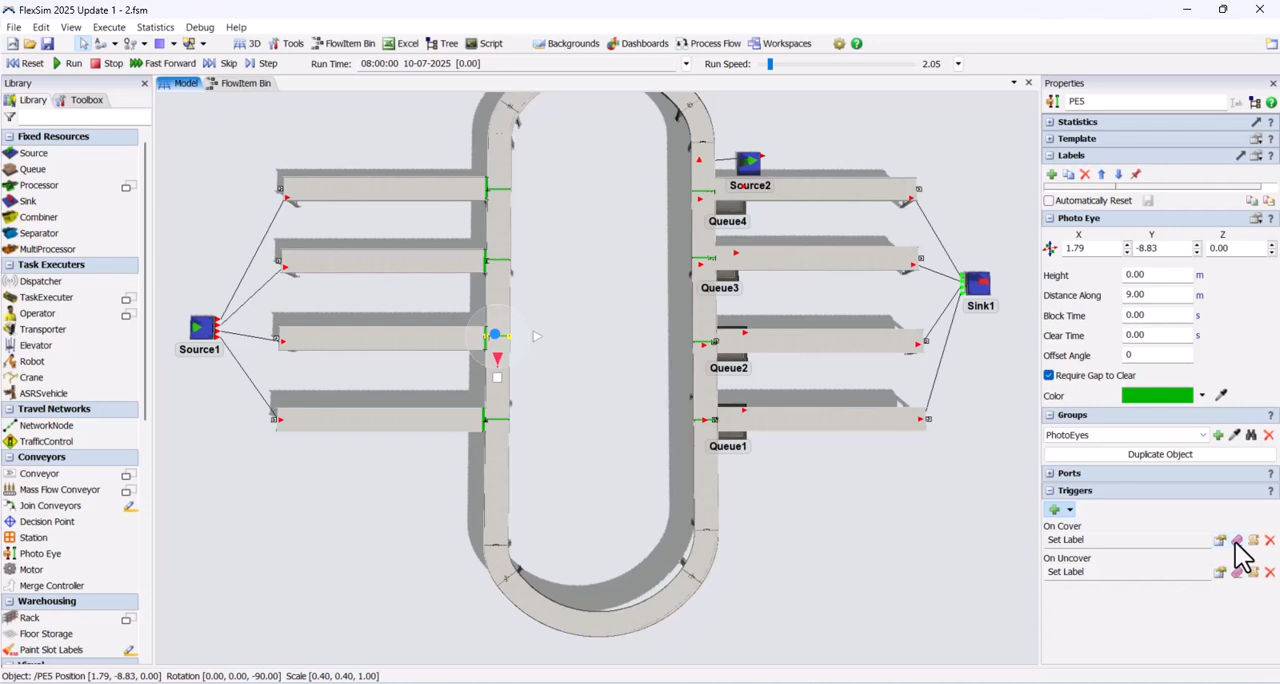 FlexSim 2025 Update 1 - 2.fsm
File Edit View Execute Statistics Debug Help
3D Tools FlowItem Bin Excel Tree Script Backgrounds Dashboards Process Flow Workspaces
Reset Run Stop Fast Forward Skip Step Run Time: 08:00:00 10-07-2025 [0.00] Run Speed: 2.05
Library
Library Toolbox
Fixed Resources
Source
Queue
Processor
Sink
Combiner
Separator
MultiProcessor
Task Executers
Dispatcher
TaskExecuter
Operator
Transporter
Elevator
Robot
Crane
ASRSvehicle
Travel Networks
NetworkNode
TrafficControl
Conveyors
Conveyor
Mass Flow Conveyor
Join Conveyors
Decision Point
Station
Photo Eye
Motor
Merge Controller
Warehousing
Rack
Floor Storage
Paint Slot Labels
Model FlowItem Bin
Source2
Queue4
Queue3
Sink1
Source1
Queue2
Queue1
Properties
PE5
Statistics
Template
Labels
Automatically Reset
Photo Eye
X Y Z
1.79 -8.83 0.00
Height 0.00 m
Distance Along 9.00 m
Block Time 0.00 s
Clear Time 0.00 s
Offset Angle 0
Require Gap to Clear
Color
Groups
PhotoEyes
Duplicate Object
Ports
Triggers
On Cover
Set Label
On Uncover
Set Label
Object: /PE5 Position [1.79, -8.83, 0.00] Rotation [0.00, 0.00, -90.00] Scale [0.40, 0.40, 1.00]